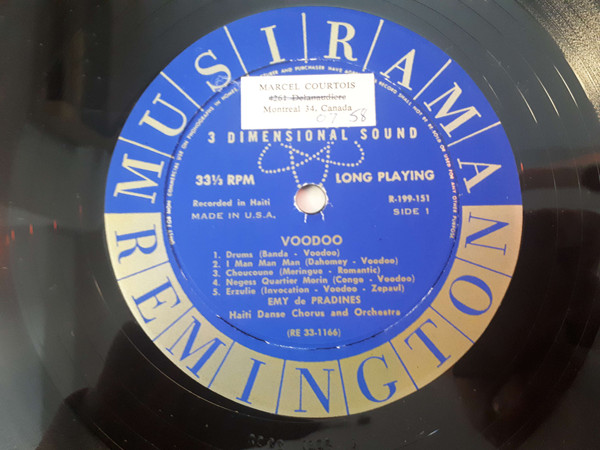 MUSIRAMA
MARCEL COURTOIS
4261 Delanaudiere
Montreal 34, Canada
07 58
3 DIMENSIONAL SOUND
33⅓ RPM
LONG PLAYING
Recorded in Haiti
R-199-151
MADE IN U.S.A.
SIDE 1
VOODOO
1. Drums (Banda - Voodoo)
2. I Man Man Man (Dahomey - Voodoo)
3. Choucoune (Meringue - Romantic)
4. Negess Quartier Morin (Congo - Voodoo)
5. Erzulie (Invocation - Voodoo - Zepaul)
EMY de PRADINES
Haiti Danse Chorus and Orchestra
(RE 33-1166)
REMINGTON